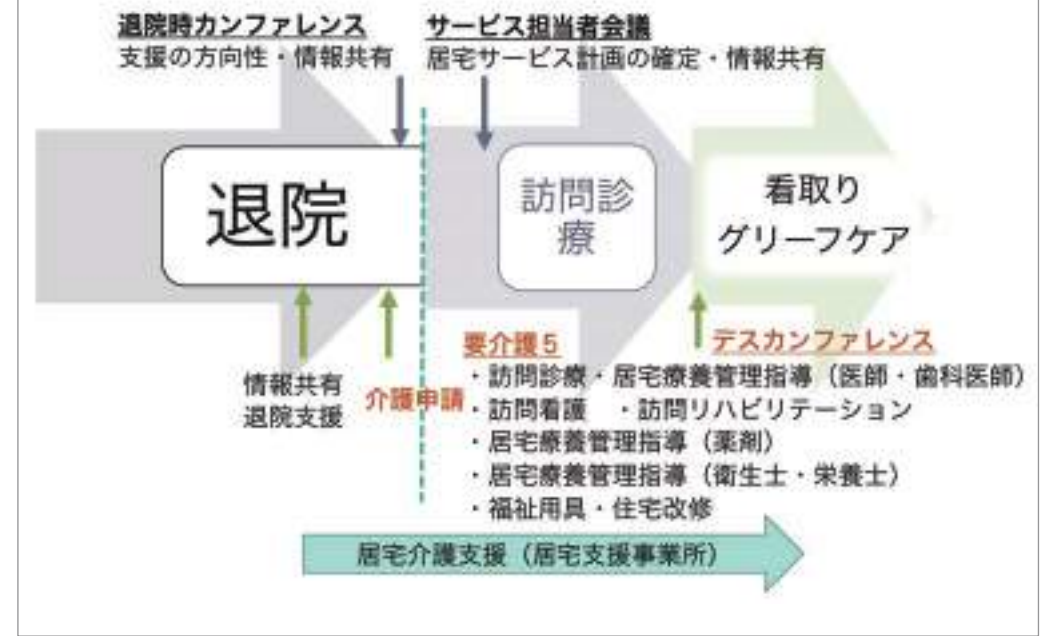 退院時カンファレンス
支援の方向性・情報共有
サービス担当者会議
居宅サービス計画の確定・情報共有
退院
訪問診
療
看取り
グリーフケア
情報共有
退院支援
介護申請
要介護5
デスカンファレンス
・訪問診療・居宅療養管理指導（医師・歯科医師）
・訪問看護　・訪問リハビリテーション
・居宅療養管理指導（薬剤）
・居宅療養管理指導（衛生士・栄養士）
・福祉用具・住宅改修
居宅介護支援（居宅支援事業所）